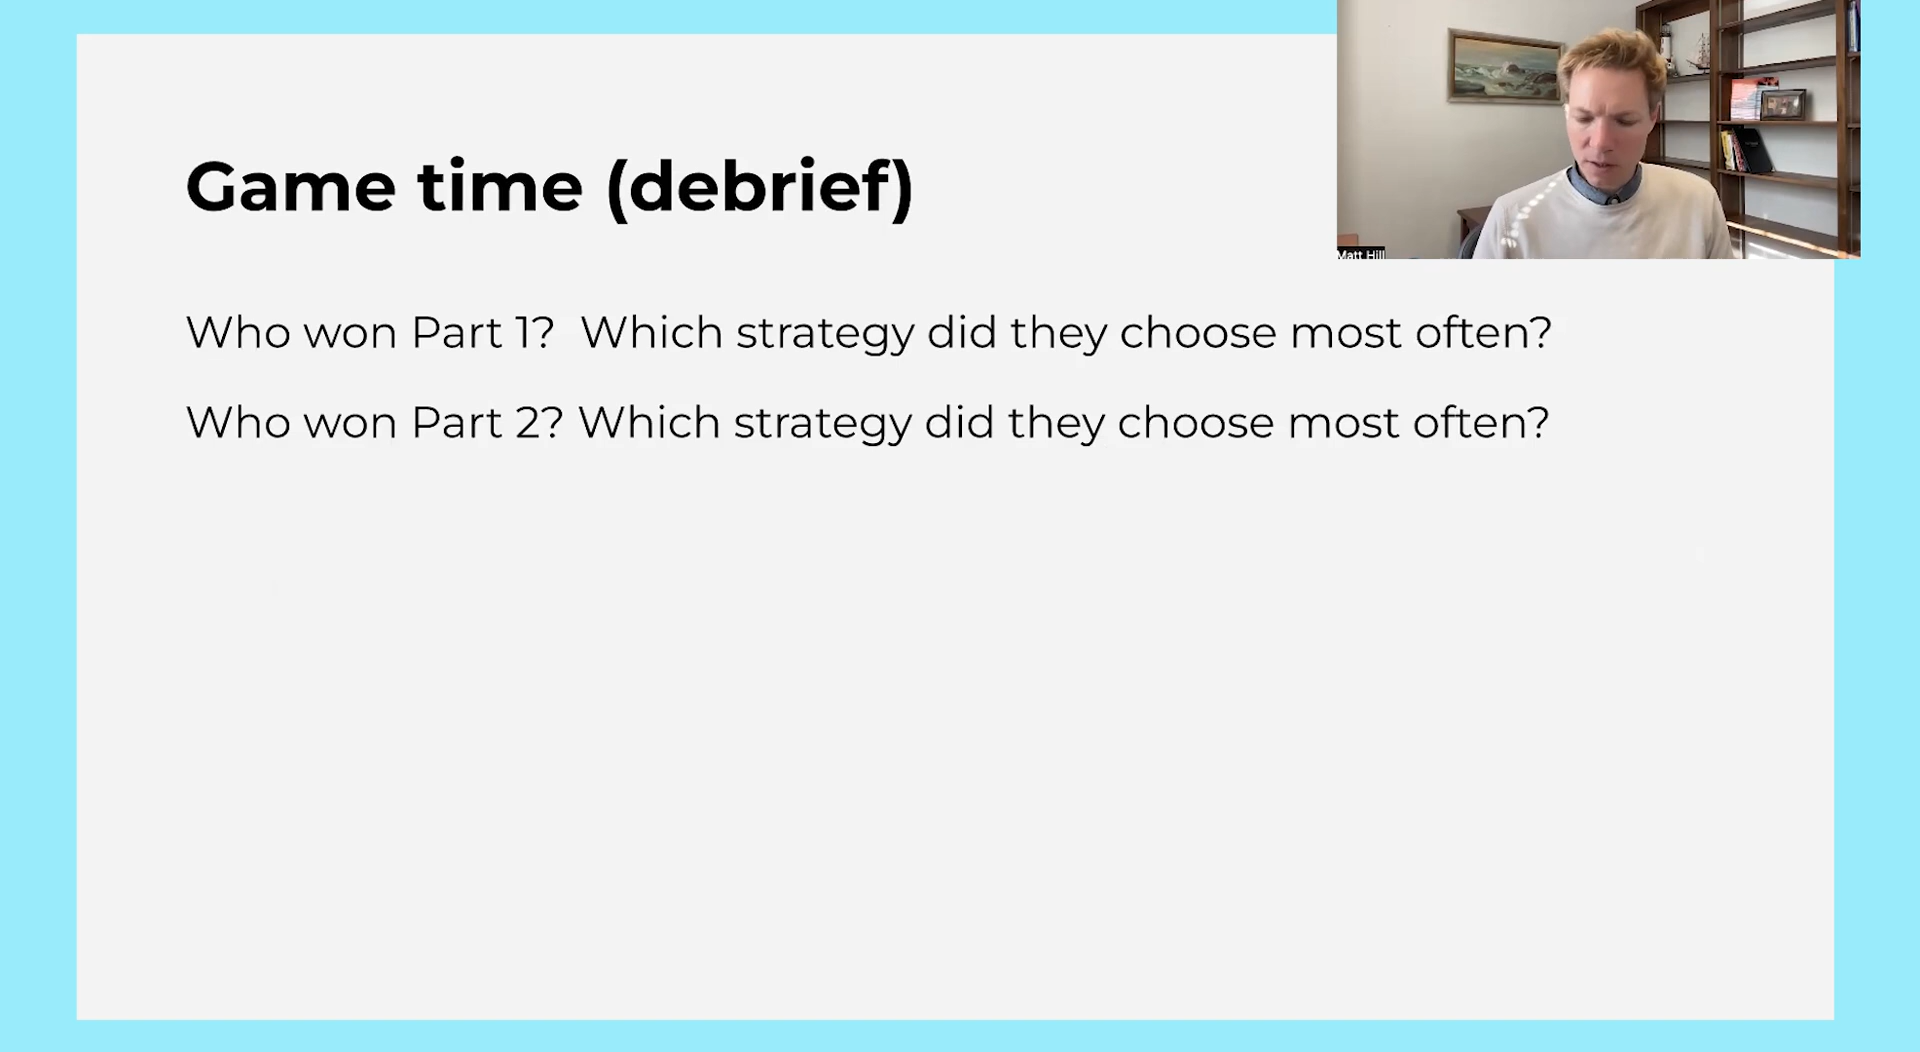 Game time (debrief)
Who won Part 1?  Which strategy did they choose most often?
Who won Part 2? Which strategy did they choose most often?
Matt Hill